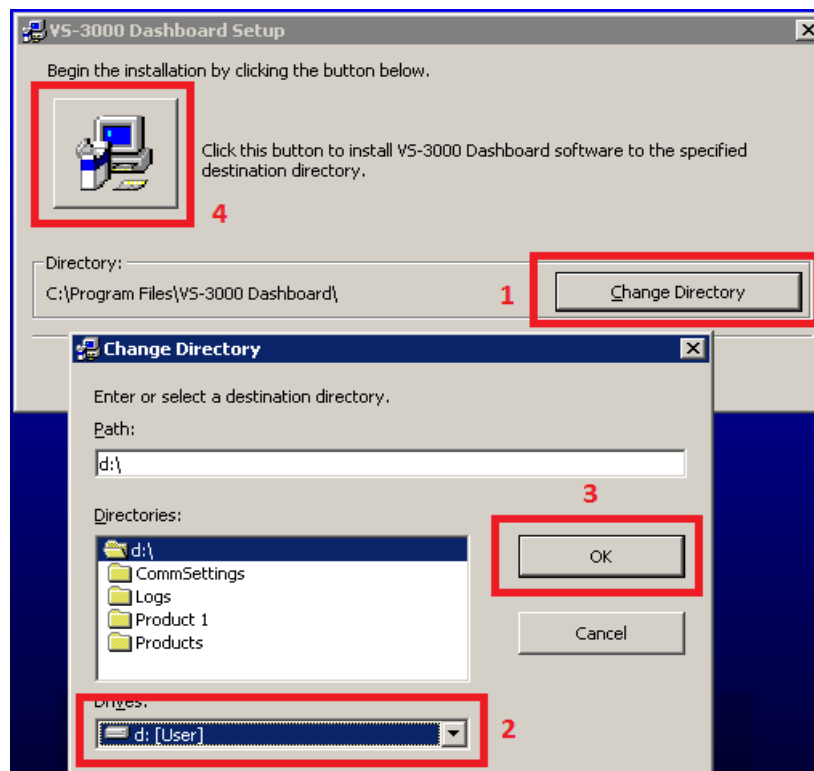 VS-3000 Dashboard Setup
Begin the installation by clicking the button below.
Click this button to install VS-3000 Dashboard software to the specified
destination directory.
4
Directory:
C:\Program Files\VS-3000 Dashboard\
1
Change Directory
Change Directory
Enter or select a destination directory.
Path:
d:\
3
Directories:
d:\
CommSettings
Logs
Product 1
Products
OK
Cancel
Drives:
d: [User]
2